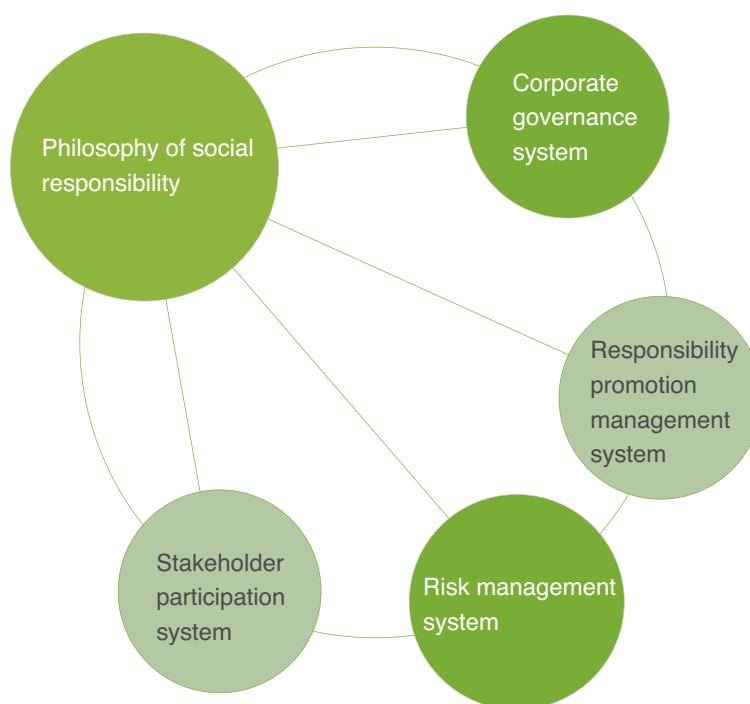 Philosophy of social
responsibility
Corporate
governance
system
Responsibility
promotion
management
system
Risk management
system
Stakeholder
participation
system